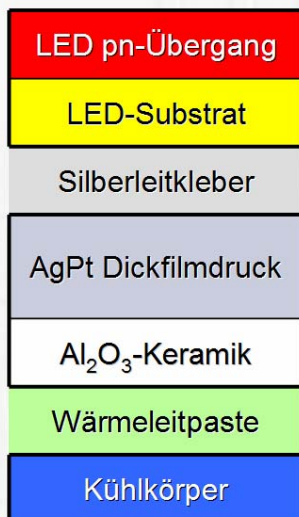 LED pn-Übergang
LED-Substrat
Silberleitkleber
AgPt Dickfilmdruck
Al₂O₃-Keramik
Wärmeleitpaste
Kühlkörper